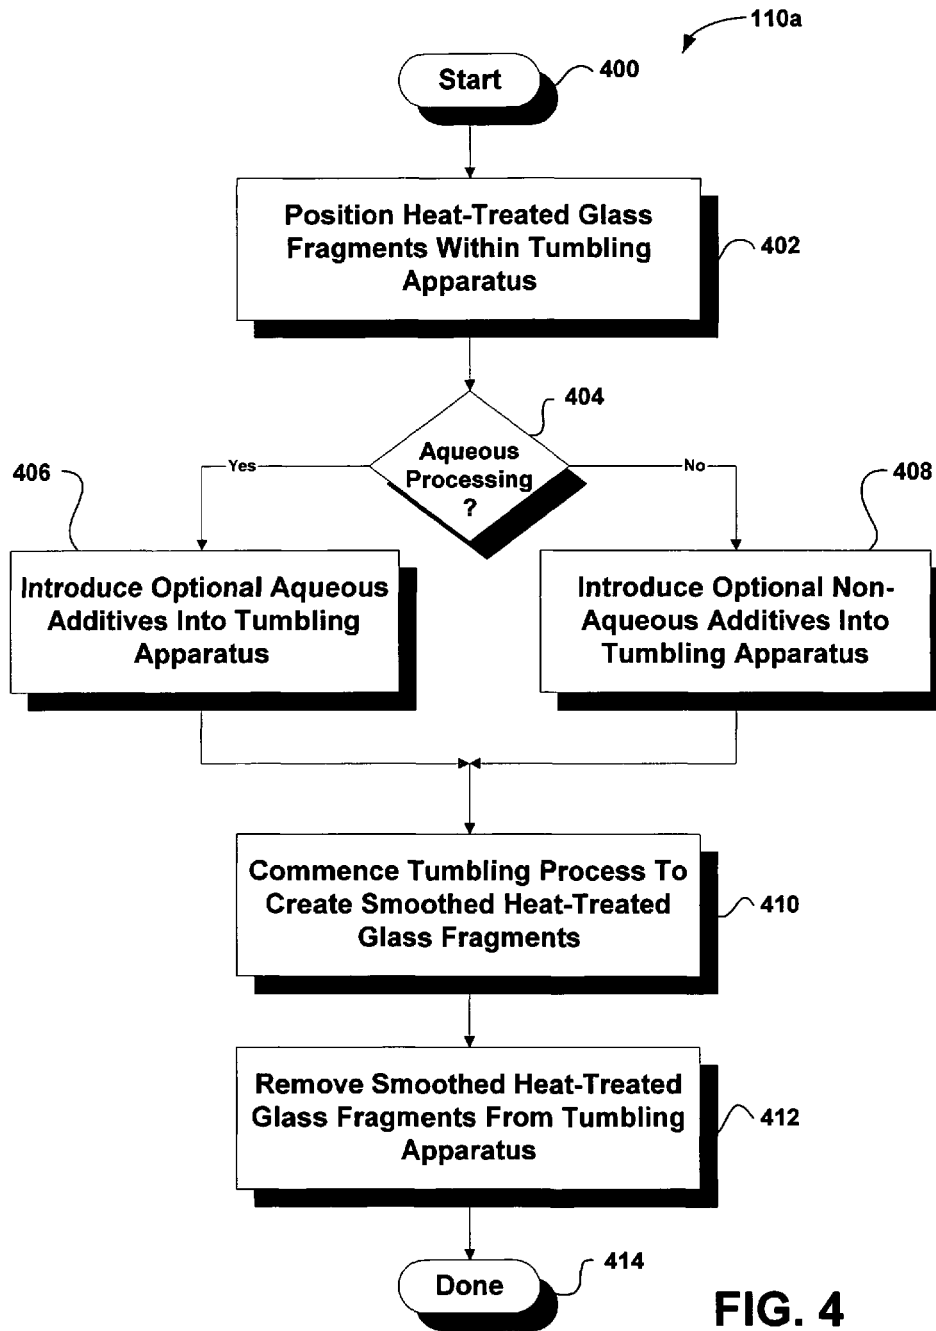 110a
Start
400
Position Heat-Treated Glass
Fragments Within Tumbling
Apparatus
402
404
Aqueous
Processing
?
Yes
No
406
408
Introduce Optional Aqueous
Additives Into Tumbling
Apparatus
Introduce Optional Non-
Aqueous Additives Into
Tumbling Apparatus
Commence Tumbling Process To
Create Smoothed Heat-Treated
Glass Fragments
410
Remove Smoothed Heat-Treated
Glass Fragments From Tumbling
Apparatus
412
Done
414
FIG. 4